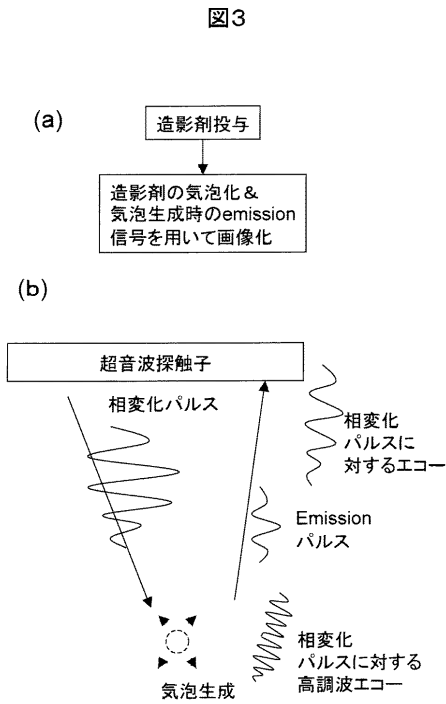 図3
(a)
造影剤投与
造影剤の気泡化＆
気泡生成時のemission
信号を用いて画像化
(b)
超音波探触子
相変化パルス
相変化
パルスに
対するエコー
Emission
パルス
相変化
パルスに対する
高調波エコー
気泡生成